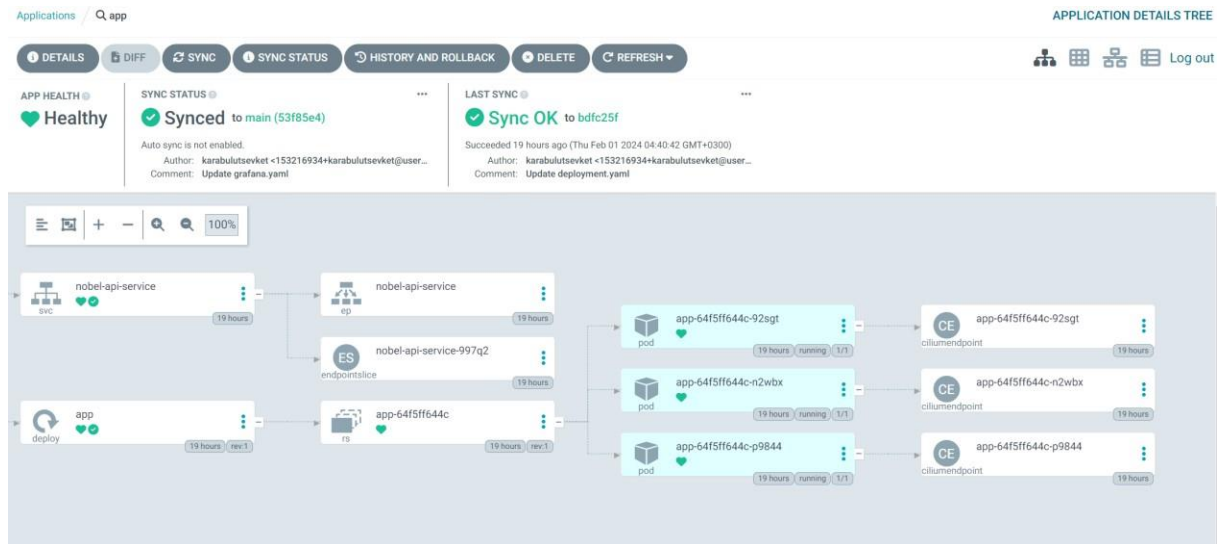 Applications / app
APPLICATION DETAILS TREE
DETAILS DIFF SYNC SYNC STATUS HISTORY AND ROLLBACK DELETE REFRESH
Log out
APP HEALTH
Healthy
SYNC STATUS
Synced to main (53f85e4)
Auto sync is not enabled.
Author: karabulutsevket <153216934+karabulutsevket@user...
Comment: Update grafana.yaml
LAST SYNC
Sync OK to bdfc25f
Succeeded 19 hours ago (Thu Feb 01 2024 04:40:42 GMT+0300)
Author: karabulutsevket <153216934+karabulutsevket@user...
Comment: Update deployment.yaml
100%
nobel-api-service
svc
19 hours
nobel-api-service
ep
19 hours
ES
nobel-api-service-997q2
endpointslice
19 hours
app
deploy
19 hours rev:1
app-64f5ff644c
rs
19 hours rev:1
app-64f5ff644c-92sgt
pod
19 hours running 1/1
CE
app-64f5ff644c-92sgt
ciliumendpoint
19 hours
app-64f5ff644c-n2wbx
pod
19 hours running 1/1
CE
app-64f5ff644c-n2wbx
ciliumendpoint
19 hours
app-64f5ff644c-p9844
pod
19 hours running 1/1
CE
app-64f5ff644c-p9844
ciliumendpoint
19 hours